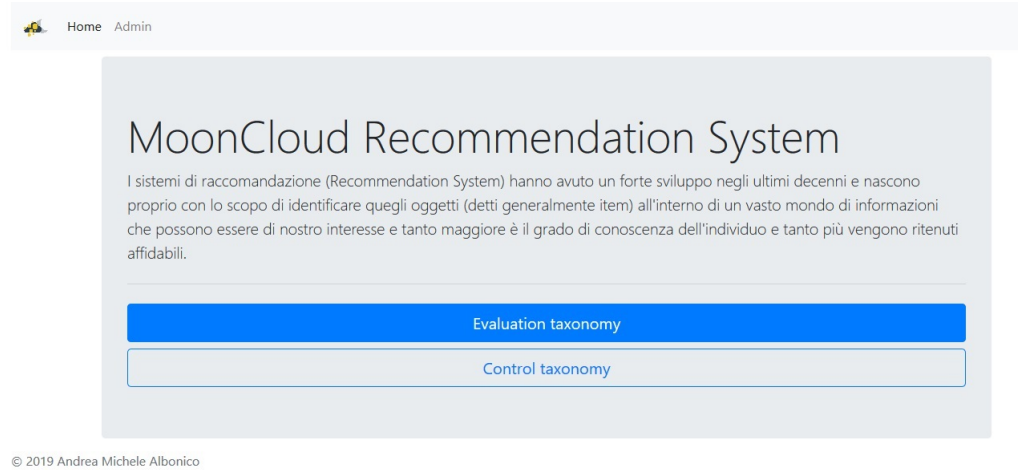 Home Admin
MoonCloud Recommendation System
I sistemi di raccomandazione (Recommendation System) hanno avuto un forte sviluppo negli ultimi decenni e nascono
proprio con lo scopo di identificare quegli oggetti (detti generalmente item) all'interno di un vasto mondo di informazioni
che possono essere di nostro interesse e tanto maggiore è il grado di conoscenza dell'individuo e tanto più vengono ritenuti
affidabili.
Evaluation taxonomy
Control taxonomy
© 2019 Andrea Michele Albonico